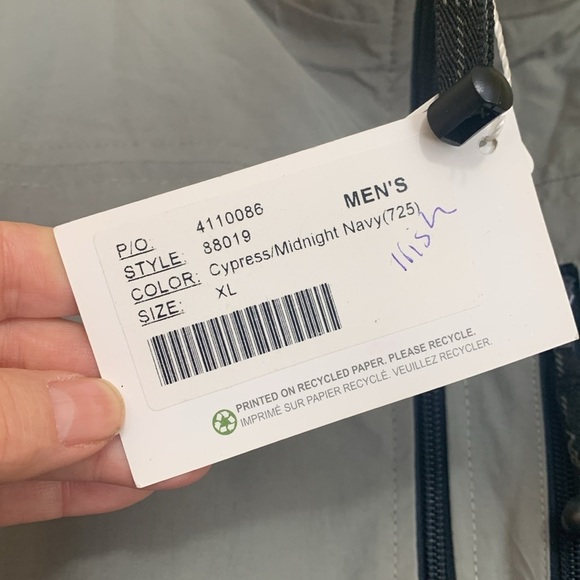 P/O. 4110086 MEN'S
STYLE: 88019
COLOR: Cypress/Midnight Navy(725)
SIZE: XL
PRINTED ON RECYCLED PAPER. PLEASE RECYCLE.
IMPRIMÉ SUR PAPIER RECYCLÉ. VEUILLEZ RECYCLER.